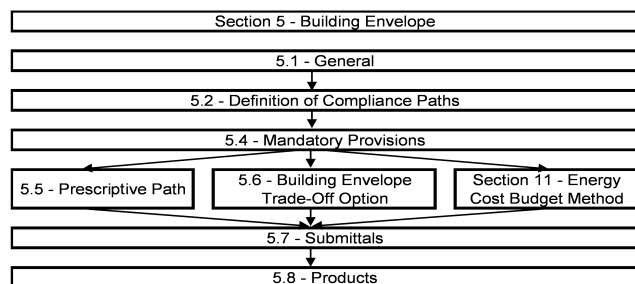 Section 5 - Building Envelope
5.1 - General
5.2 - Definition of Compliance Paths
5.4 - Mandatory Provisions
5.5 - Prescriptive Path
5.6 - Building Envelope
Trade-Off Option
Section 11 - Energy
Cost Budget Method
5.7 - Submittals
5.8 - Products